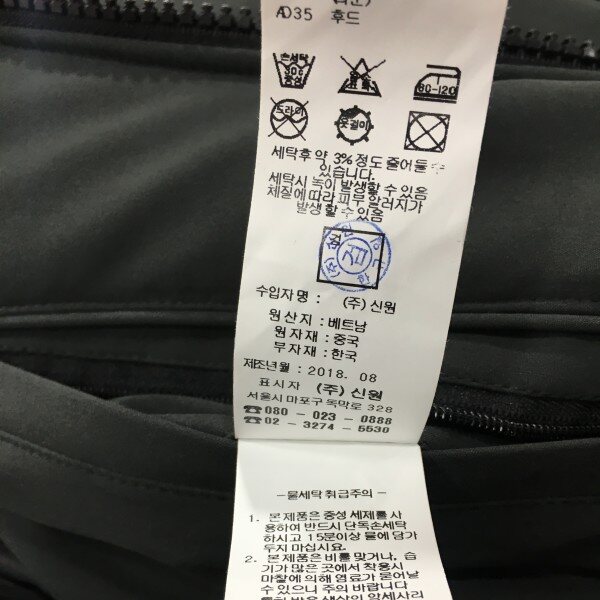 AD35 후드
손세탁
30℃
중성
염소
표백
80-120
드라이
옷걸이
세탁후 약 3% 정도 줄어들 수
있습니다.
세탁시 녹이 발생할 수 있음
체질에 따라 피부 알러지가
발생할 수 있음
검
수입자명 : (주) 신원
원산지 : 베트남
원자재 : 중국
부자재 : 한국
제조년월 : 2018. 08
표시자 (주) 신원
서울시 마포구 독막로 328
☎080 - 023 - 0888
☎02 - 3274 - 5530
-물세탁 취급주의-
1. 본 제품은 중성 세제를 사
용하여 반드시 단독손세탁
하시고 15분이상 물에 담가
두지 마십시요.
2. 본 제품은 비를 맞거나, 습
기가 많은 곳에서 착용시
마찰에 의해 염료가 묻어날
수 있으니 주의 바랍니다